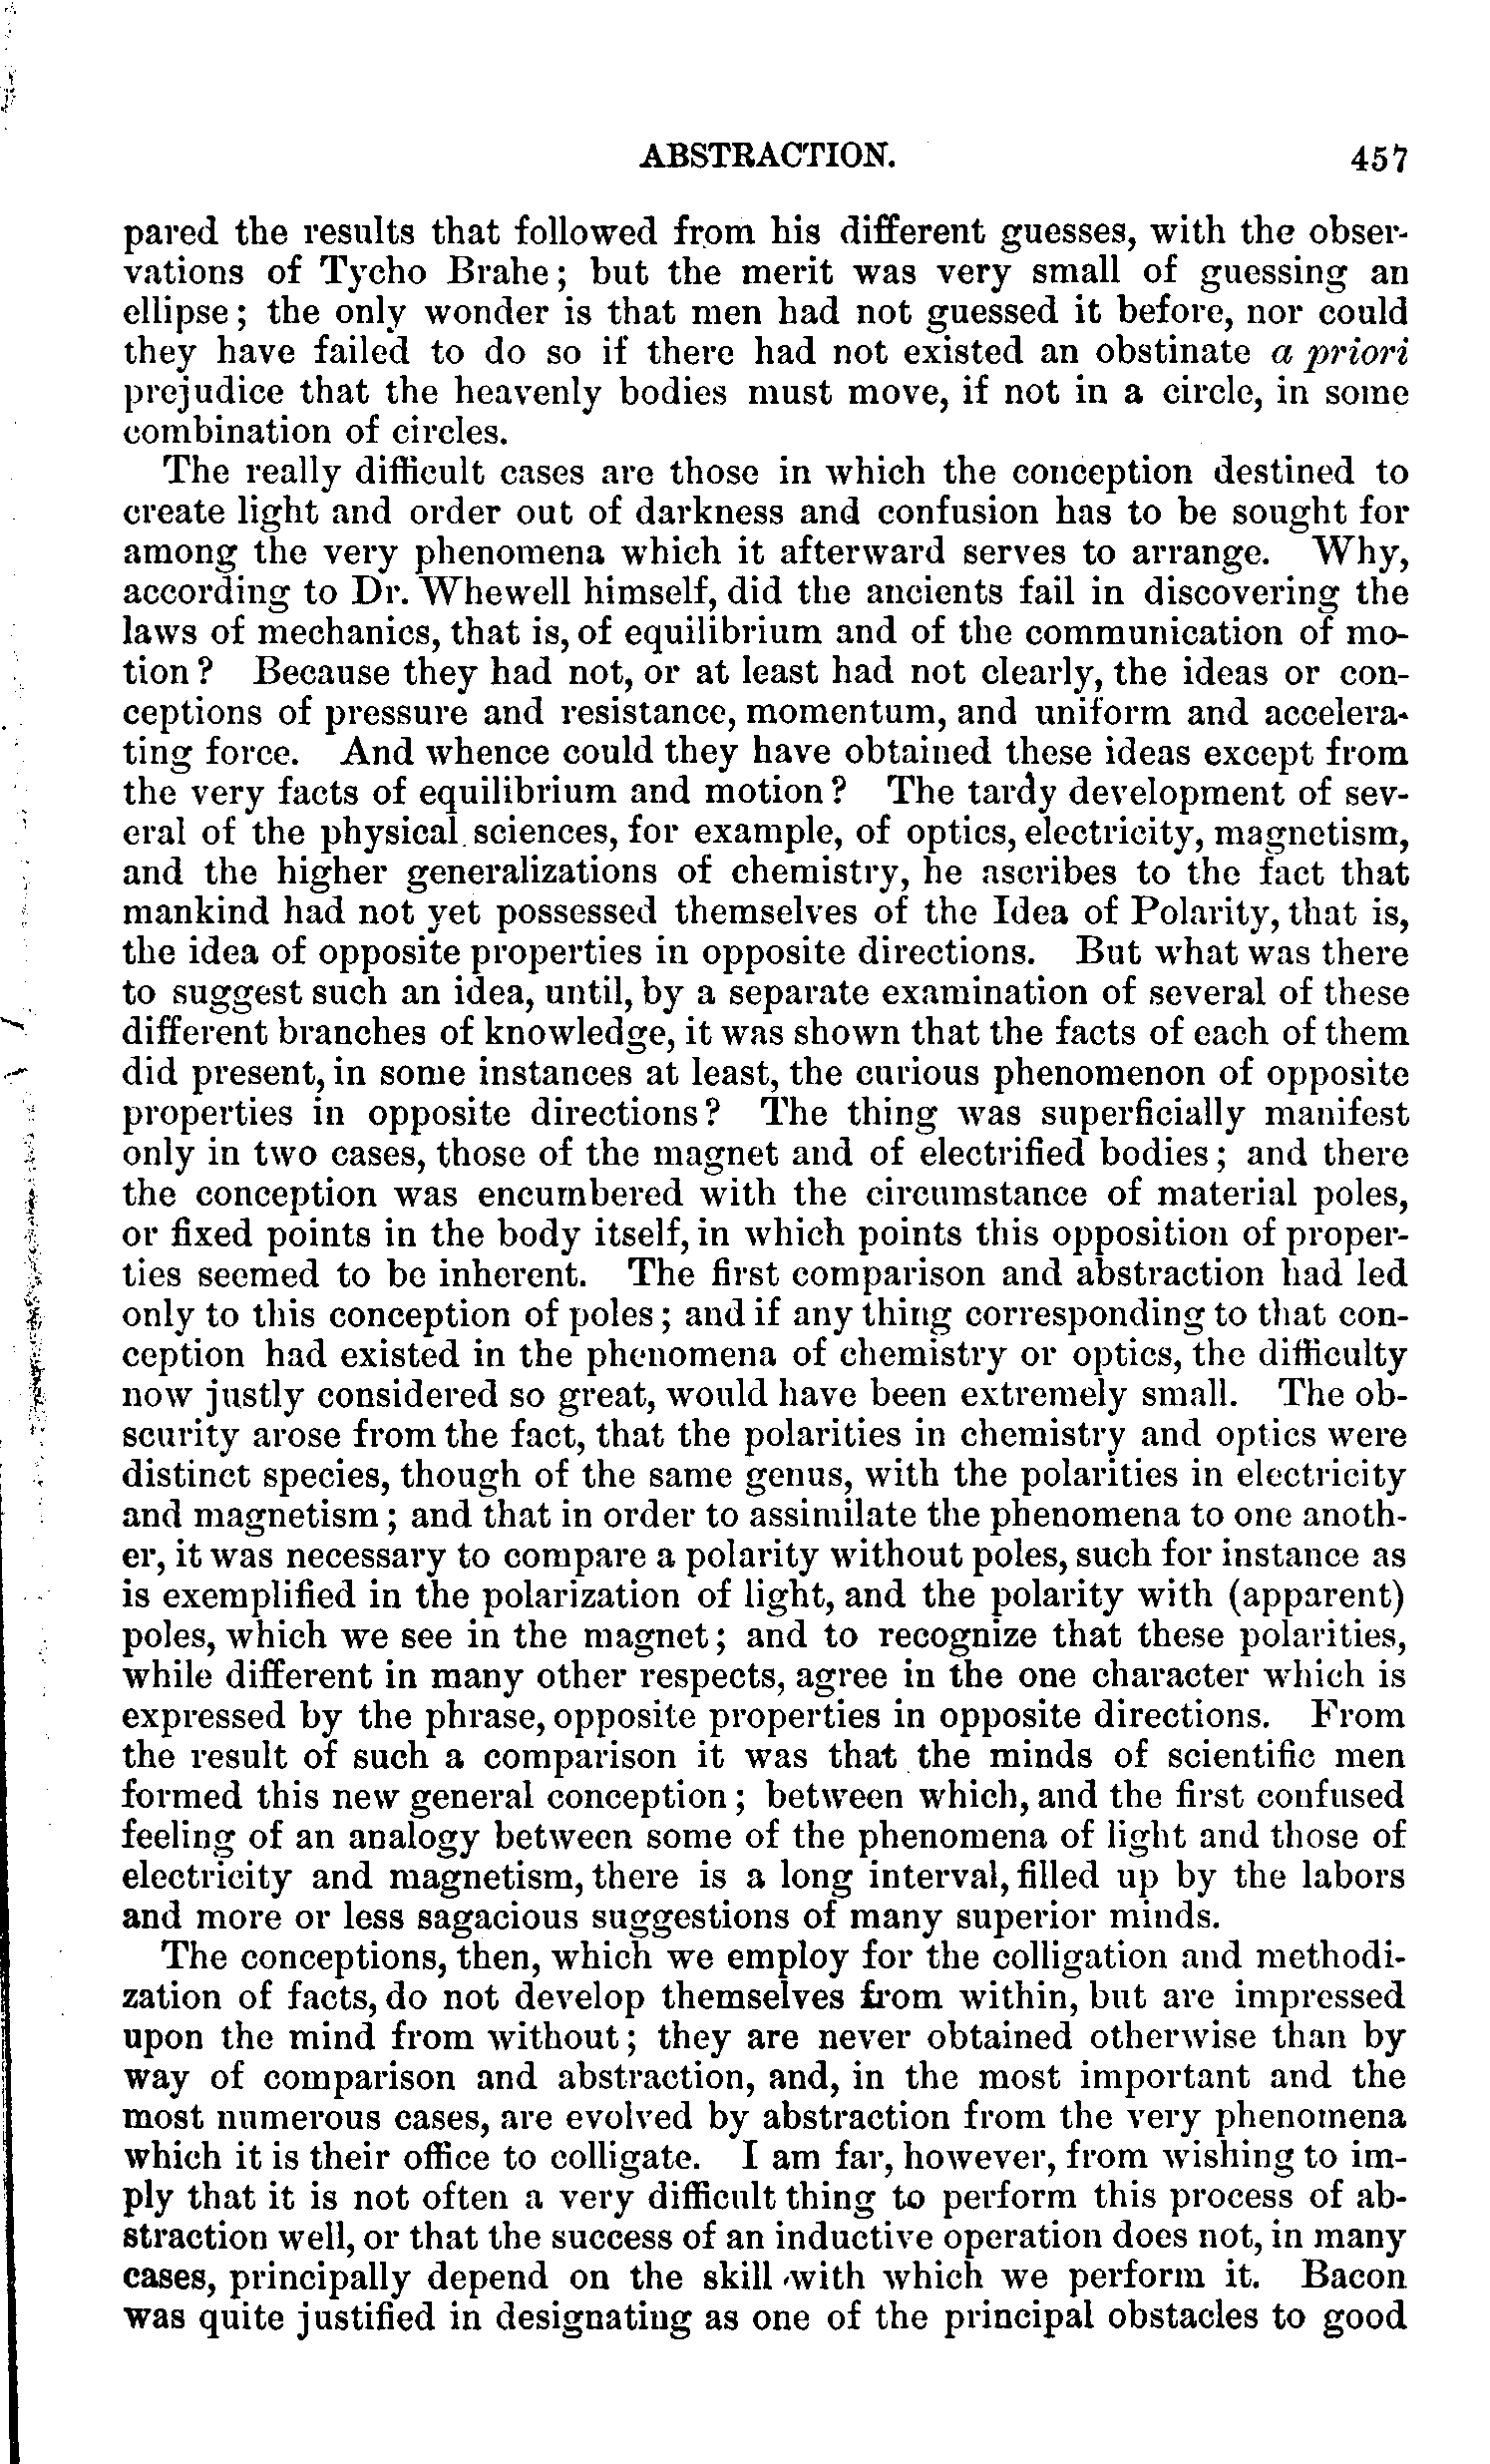 ABSTRACTION. 457
pared the results that followed from his different guesses, with the obser-
vations of Tycho Brahe; but the merit was very small of guessing an
ellipse; the only wonder is that men had not guessed it before, nor could
they have failed to do so if there had not existed an obstinate a priori
prejudice that the heavenly bodies must move, if not in a circle, in some
combination of circles.
The really difficult cases are those in which the conception destined to
create light and order out of darkness and confusion has to be sought for
among the very phenomena which it afterward serves to arrange. Why,
according to Dr. Whewell himself, did the ancients fail in discovering the
laws of mechanics, that is, of equilibrium and of the communication of mo-
tion? Because they had not, or at least had not clearly, the ideas or con-
ceptions of pressure and resistance, momentum, and uniform and accelera-
ting force. And whence could they have obtained these ideas except from
the very facts of equilibrium and motion? The tardy development of sev-
eral of the physical sciences, for example, of optics, electricity, magnetism,
and the higher generalizations of chemistry, he ascribes to the fact that
mankind had not yet possessed themselves of the Idea of Polarity, that is,
the idea of opposite properties in opposite directions. But what was there
to suggest such an idea, until, by a separate examination of several of these
different branches of knowledge, it was shown that the facts of each of them
did present, in some instances at least, the curious phenomenon of opposite
properties in opposite directions? The thing was superficially manifest
only in two cases, those of the magnet and of electrified bodies; and there
the conception was encumbered with the circumstance of material poles,
or fixed points in the body itself, in which points this opposition of proper-
ties seemed to be inherent. The first comparison and abstraction had led
only to this conception of poles; and if any thing corresponding to that con-
ception had existed in the phenomena of chemistry or optics, the difficulty
now justly considered so great, would have been extremely small. The ob-
scurity arose from the fact, that the polarities in chemistry and optics were
distinct species, though of the same genus, with the polarities in electricity
and magnetism; and that in order to assimilate the phenomena to one anoth-
er, it was necessary to compare a polarity without poles, such for instance as
is exemplified in the polarization of light, and the polarity with (apparent)
poles, which we see in the magnet; and to recognize that these polarities,
while different in many other respects, agree in the one character which is
expressed by the phrase, opposite properties in opposite directions. From
the result of such a comparison it was that the minds of scientific men
formed this new general conception; between which, and the first confused
feeling of an analogy between some of the phenomena of light and those of
electricity and magnetism, there is a long interval, filled up by the labors
and more or less sagacious suggestions of many superior minds.
The conceptions, then, which we employ for the colligation and methodi-
zation of facts, do not develop themselves from within, but are impressed
upon the mind from without; they are never obtained otherwise than by
way of comparison and abstraction, and, in the most important and the
most numerous cases, are evolved by abstraction from the very phenomena
which it is their office to colligate. I am far, however, from wishing to im-
ply that it is not often a very difficult thing to perform this process of ab-
straction well, or that the success of an inductive operation does not, in many
cases, principally depend on the skill with which we perform it. Bacon
was quite justified in designating as one of the principal obstacles to good